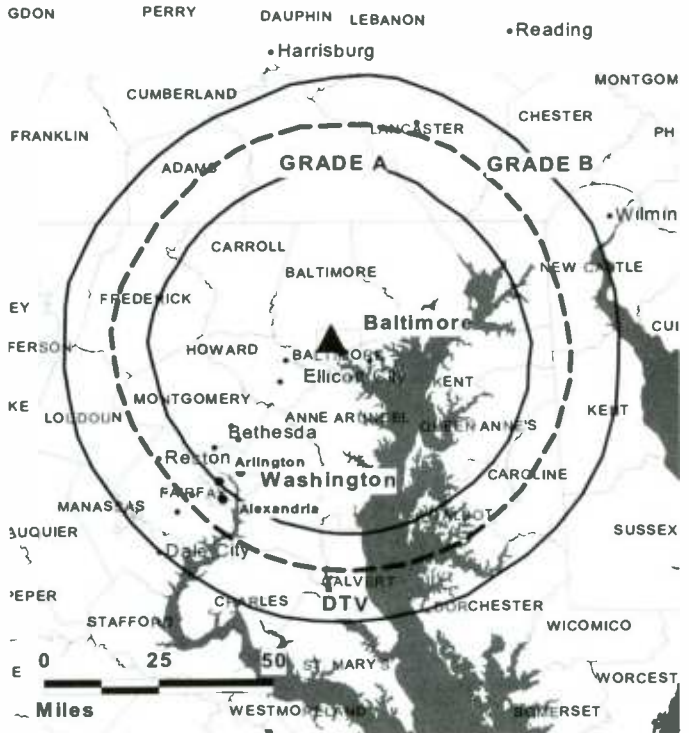 GDON
PERRY
DAUPHIN
LEBANON
Harrisburg
Reading
CUMBERLAND
MONTGOM
CHESTER
FRANKLIN
LANCASTER
PH
ADAMS
GRADE A
GRADE B
Wilmin
CARROLL
BALTIMORE
NEW CASTLE
FREDERICK
EY
Baltimore
CUI
FERSON
HOWARD
BALTIMORE
Ellicott City
KENT
MONTGOMERY
KE
LOUDOUN
ANNE ARUNDEL
QUEEN ANNE'S
KENT
Bethesda
Reston
Arlington
Washington
CAROLINE
FAIRFAX
MANASSAS
Alexandria
TALBOT
AUQUIER
SUSSEX
Dale City
CALVERT
PEPER
CHARLES
DTV
DORCHESTER
STAFFORD
WICOMICO
0 25 50
E
ST. MARY'S
WORCEST
Miles
WESTMORELAND
SOMERSET